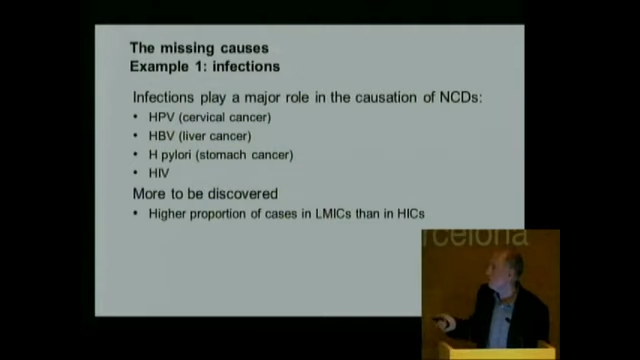 The missing causes
Example 1: infections
Infections play a major role in the causation of NCDs:
• HPV (cervical cancer)
• HBV (liver cancer)
• H pylori (stomach cancer)
• HIV
More to be discovered
• Higher proportion of cases in LMICs than in HICs
rcelona